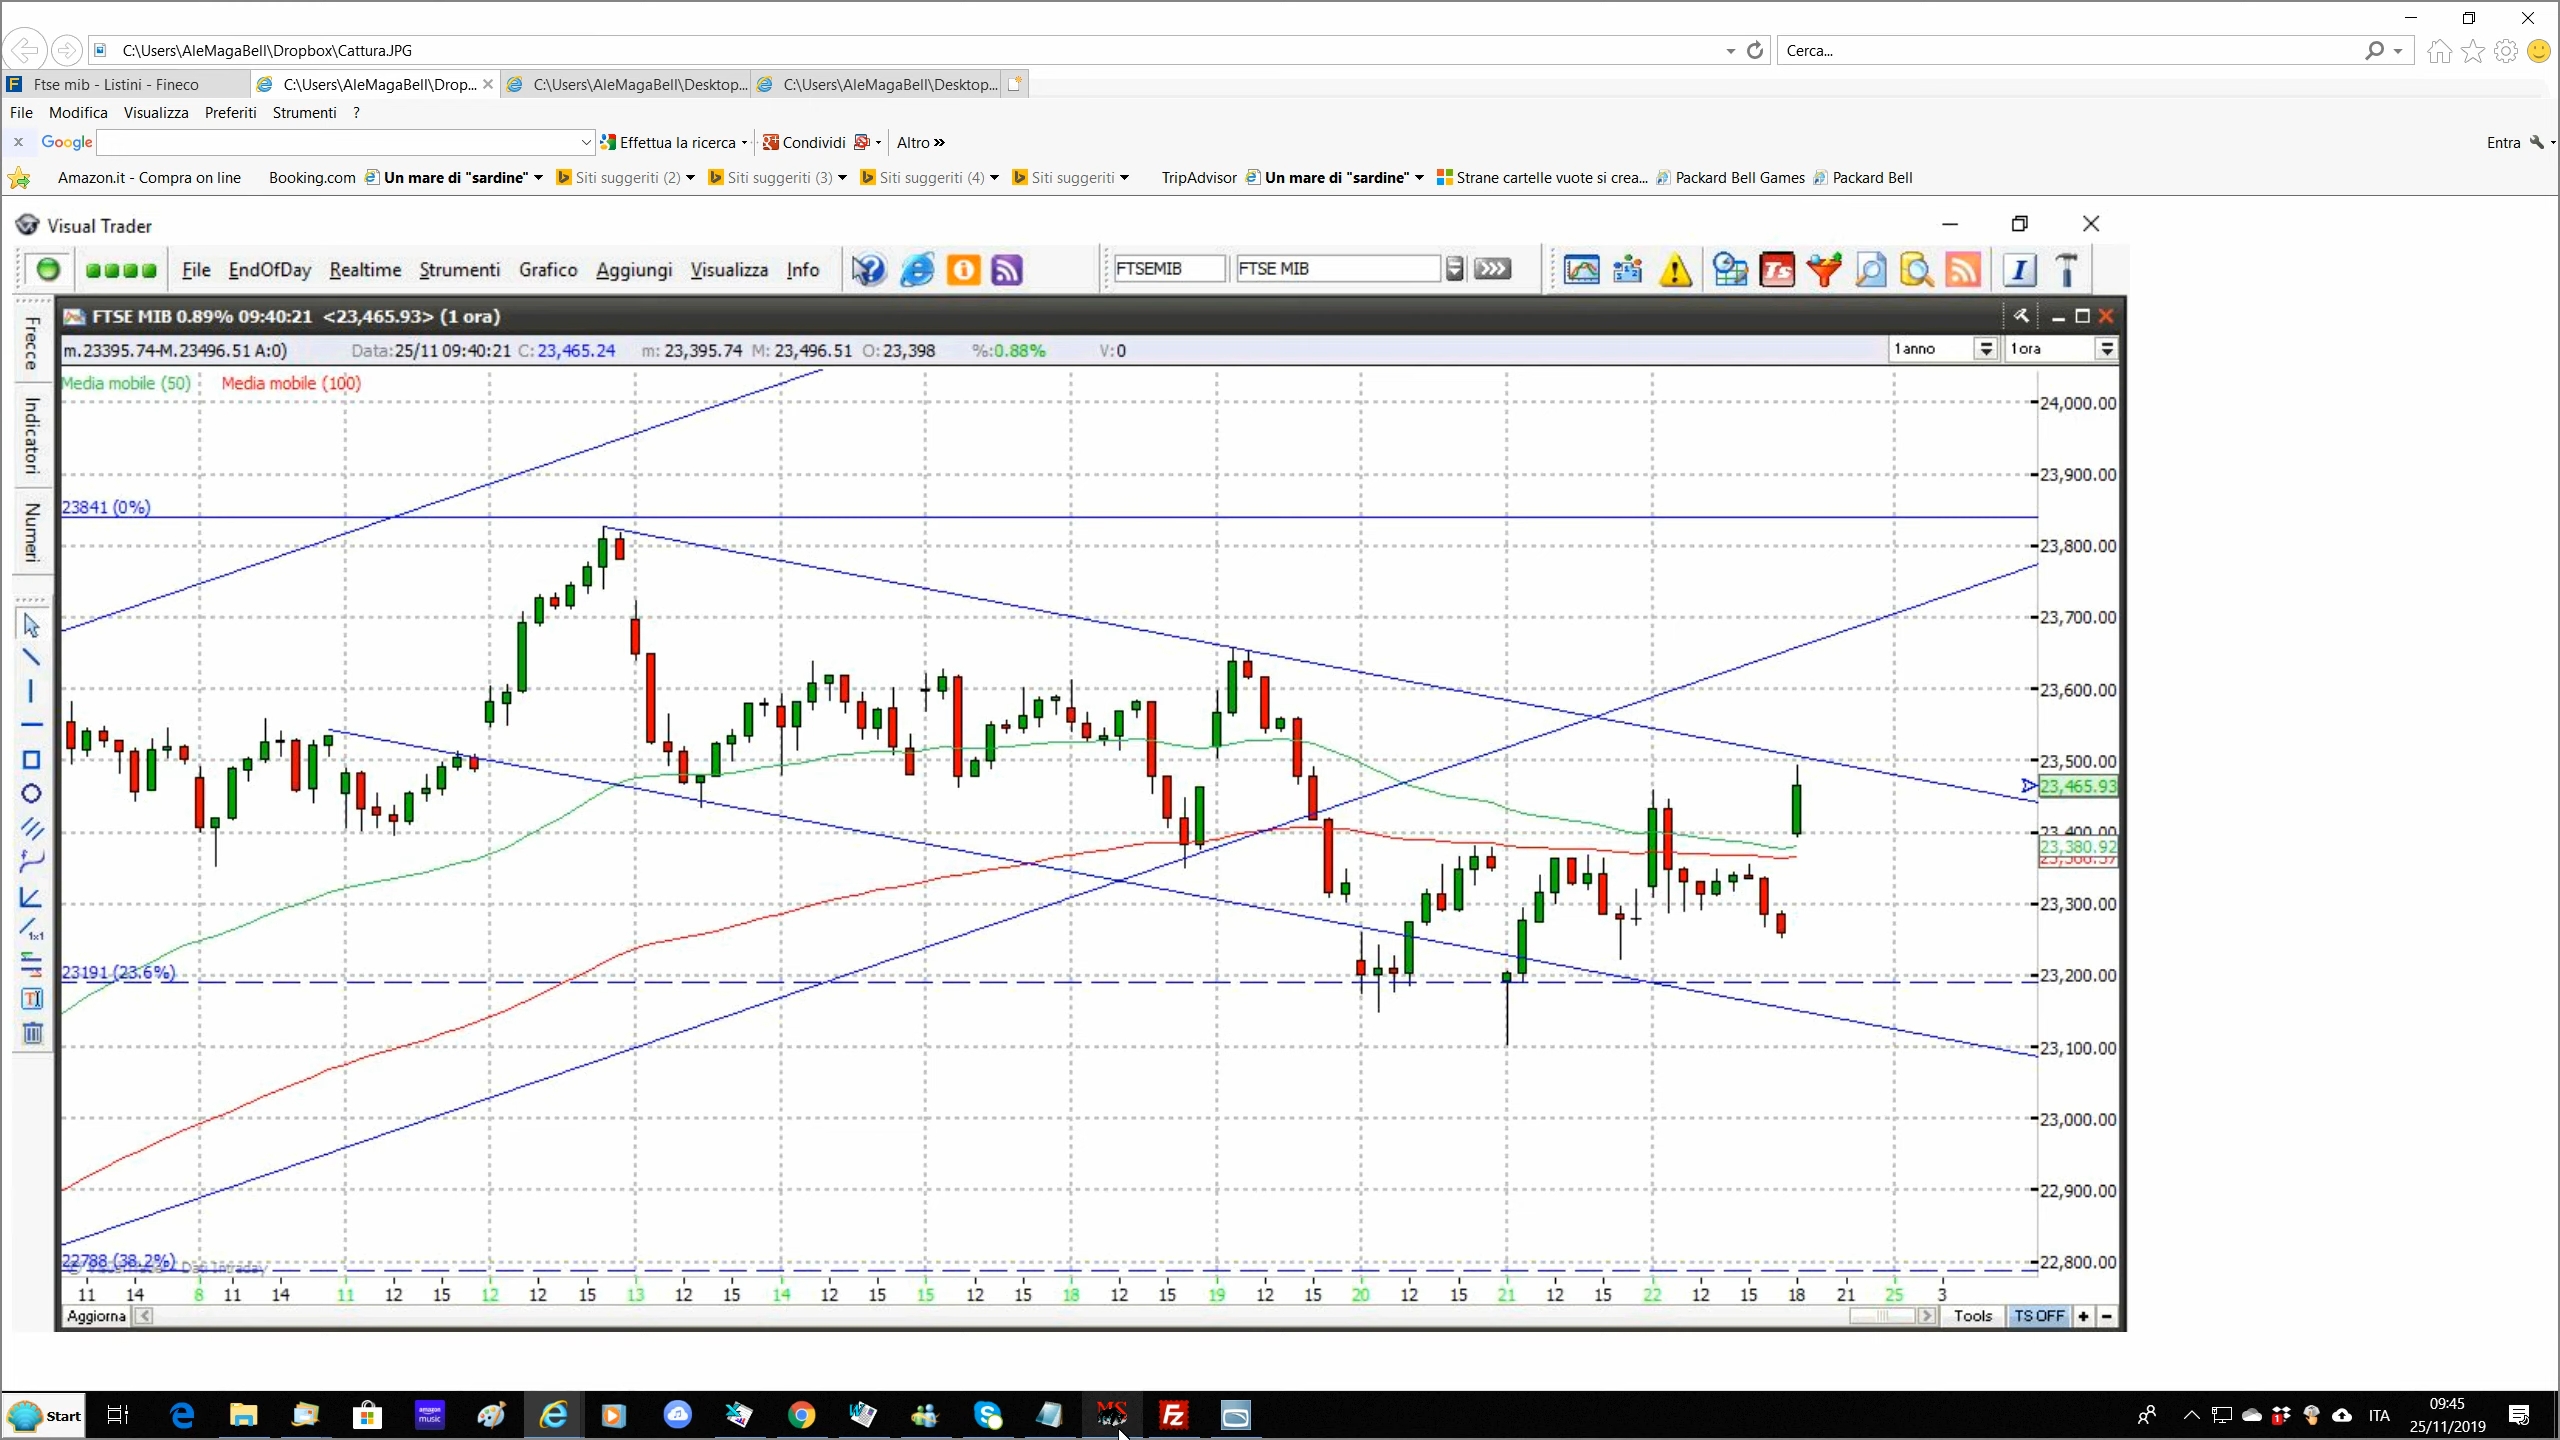 C:\Users\AleMagaBell\Dropbox\Cattura.JPG
Cerca...
Ftse mib - Listini - Fineco
C:\Users\AleMagaBell\Drop...
C:\Users\AleMagaBell\Desktop...
C:\Users\AleMagaBell\Desktop...
File Modifica Visualizza Preferiti Strumenti ?
x Google Effettua la ricerca Condividi Altro » Entra
Amazon.it - Compra on line Booking.com Un mare di "sardine" Siti suggeriti (2) Siti suggeriti (3) Siti suggeriti (4) Siti suggeriti TripAdvisor Un mare di "sardine" Strane cartelle vuote si crea... Packard Bell Games Packard Bell
Visual Trader
File EndOfDay Realtime Strumenti Grafico Aggiungi Visualizza Info FTSEMIB FTSE MIB Ts I
FTSE MIB 0.89% 09:40:21 <23,465.93> (1 ora)
m.23395.74-M.23496.51 A:0) Data:25/11 09:40:21 C: 23,465.24 m: 23,395.74 M: 23,496.51 O: 23,398 %:0.88% V:0 1anno 1ora
Frecce
Indicatori
Numeri
1x1
Media mobile (50) Media mobile (100)
24,000.00
23,900.00
23841 (0%)
23,800.00
23,700.00
23,600.00
23,500.00
23,465.93
23,400.00
23,380.92
23,300.00
23191 (23.6%)
23,200.00
23,100.00
23,000.00
22,900.00
22788 (38.2%)
22,800.00
11 14 8 11 14 11 12 15 12 12 15 13 12 15 14 12 15 15 12 15 18 12 15 19 12 15 20 12 15 21 12 15 22 12 15 18 21 25 3
Aggiorna Tools TS OFF + -
Start
amazon music
MS
Fz
ITA
09:45
25/11/2019